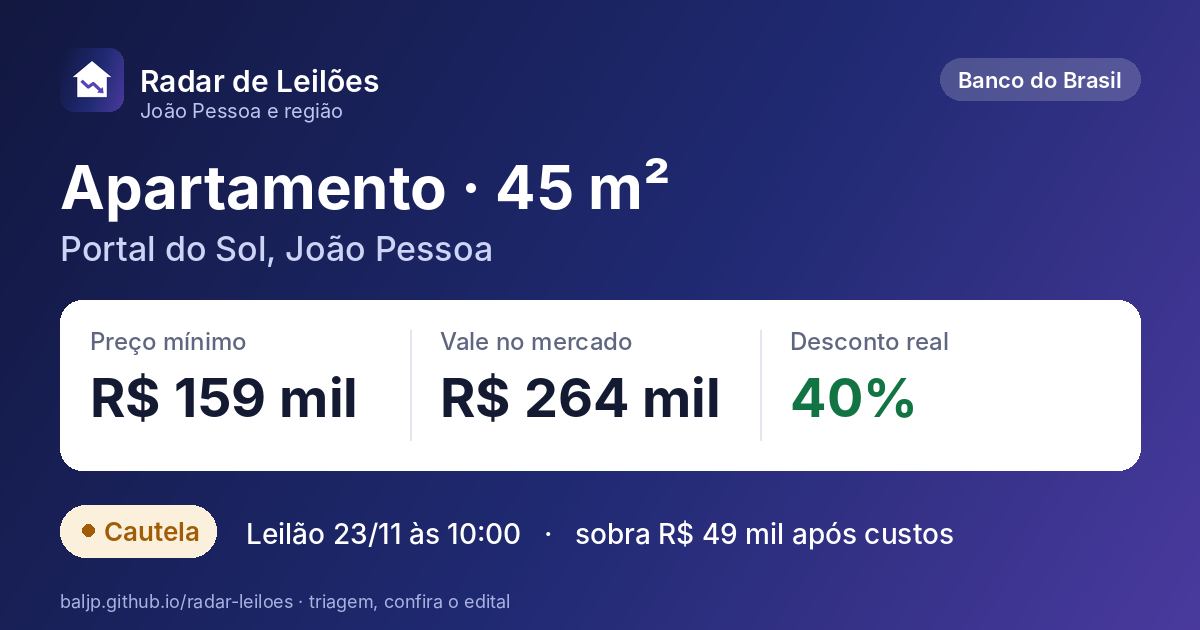 Radar de Leilões
João Pessoa e região
Banco do Brasil
Apartamento · 45 m²
Portal do Sol, João Pessoa
Preço mínimo
R$ 159 mil
Vale no mercado
R$ 264 mil
Desconto real
40%
Cautela
Leilão 23/11 às 10:00 · sobra R$ 49 mil após custos
baljp.github.io/radar-leiloes · triagem, confira o edital